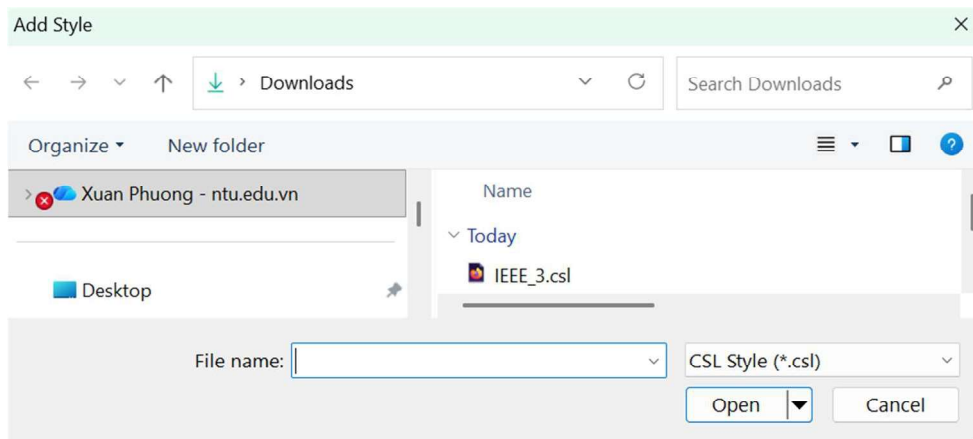 Add Style
Downloads
Search Downloads
Organize
New folder
Xuan Phuong - ntu.edu.vn
Name
Today
IEEE_3.csl
Desktop
File name:
CSL Style (*.csl)
Open
Cancel